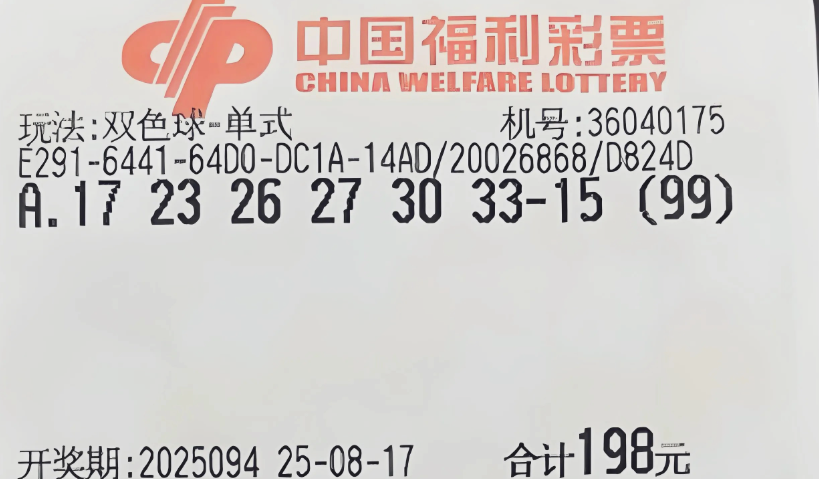 中国福利彩票
CHINA WELFARE LOTTERY
玩法:双色球-单式 机号:36040175
E291-6441-64D0-DC1A-14AD/20026868/D824D
A.17 23 26 27 30 33-15 (99)
开奖期:2025094 25-08-17 合计198元